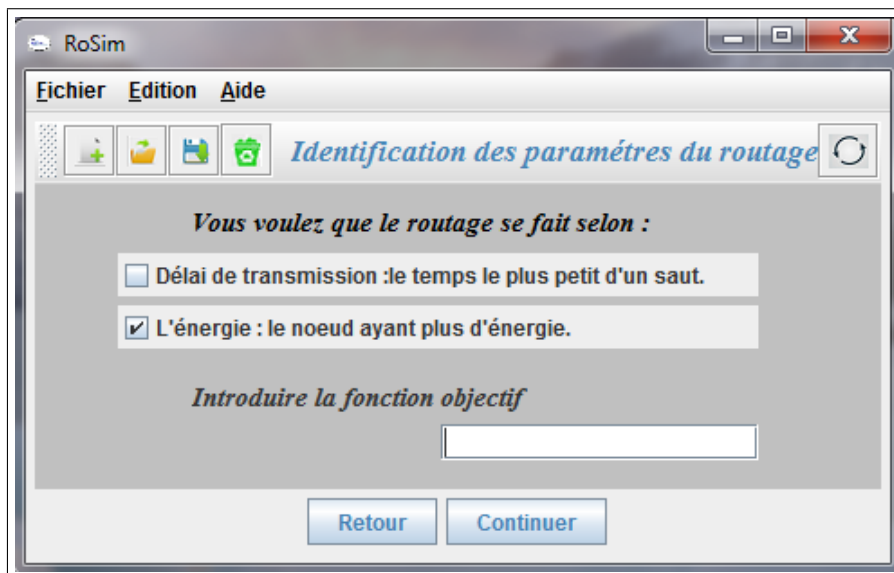 RoSim
Fichier Edition Aide
Identification des paramétres du routage
Vous voulez que le routage se fait selon :
Délai de transmission :le temps le plus petit d'un saut.
L'énergie : le noeud ayant plus d'énergie.
Introduire la fonction objectif
Retour Continuer